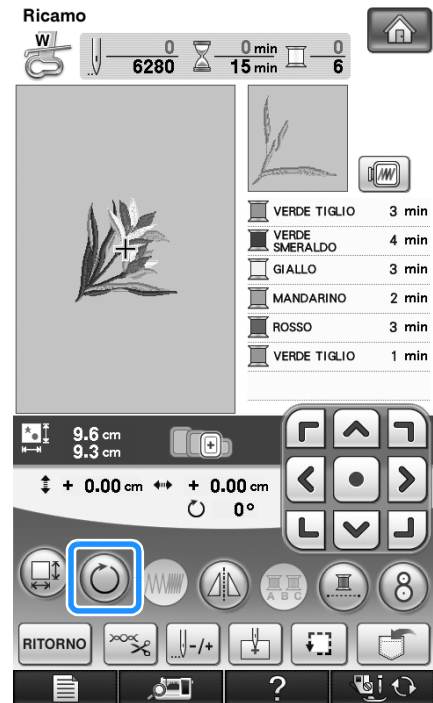 Ricamo
W
0 0 min 0
6280 15 min 6
VERDE TIGLIO 3 min
VERDE SMERALDO 4 min
GIALLO 3 min
MANDARINO 2 min
ROSSO 3 min
VERDE TIGLIO 1 min
9.6 cm
9.3 cm
+ 0.00 cm + 0.00 cm
0°
A B C
8
RITORNO
-/+
?